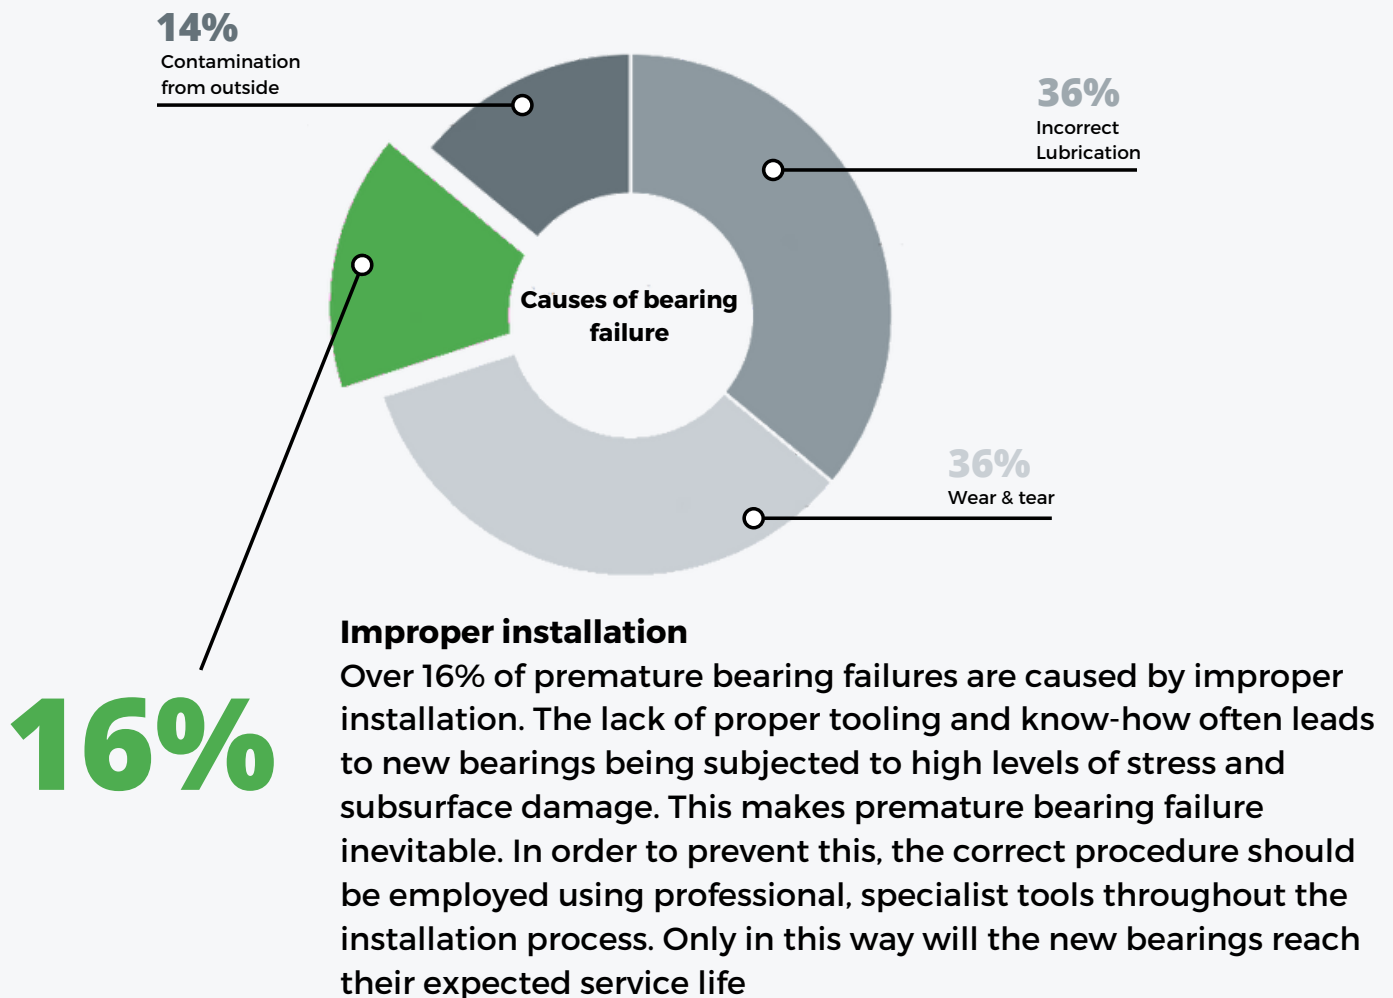 14%
Contamination
from outside
36%
Incorrect
Lubrication
Causes of bearing
failure
36%
Wear & tear
16%
Improper installation
Over 16% of premature bearing failures are caused by improper
installation. The lack of proper tooling and know-how often leads
to new bearings being subjected to high levels of stress and
subsurface damage. This makes premature bearing failure
inevitable. In order to prevent this, the correct procedure should
be employed using professional, specialist tools throughout the
installation process. Only in this way will the new bearings reach
their expected service life